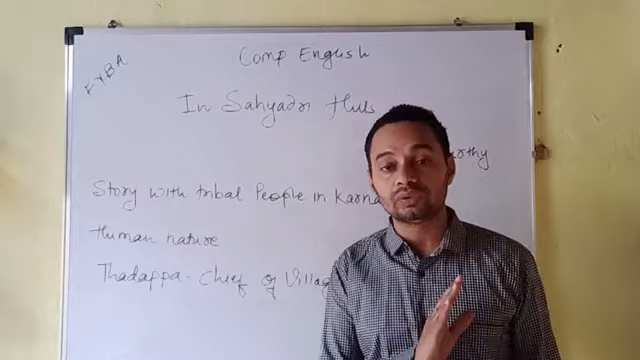 FYBA
Comp English
In Sahyadri Hills
Story with tribal People in Karna
Human nature
Thadappa - Chief of Villag